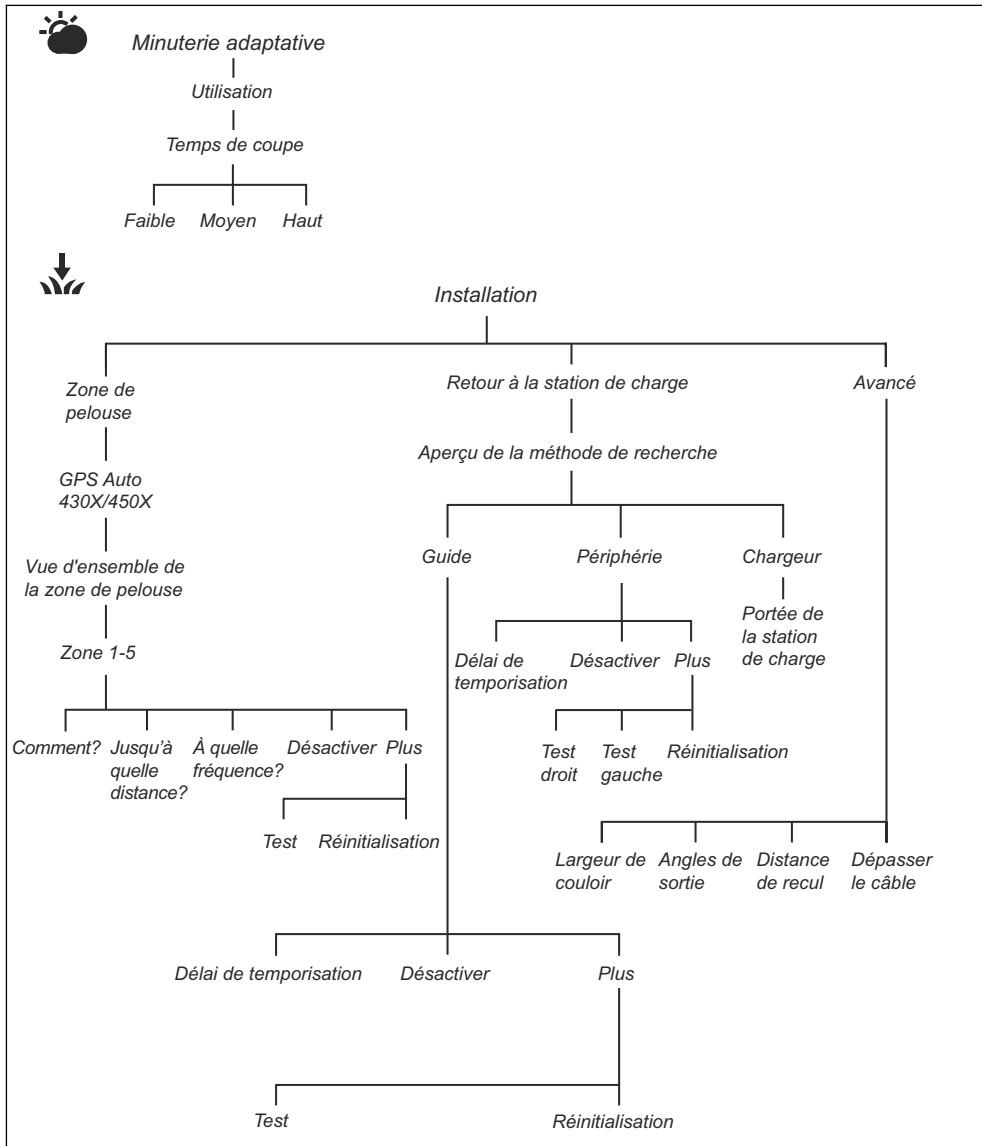 Minuterie adaptative
Utilisation
Temps de coupe
Faible Moyen Haut
Installation
Zone de
pelouse
Retour à la station de charge
Avancé
Aperçu de la méthode de recherche
GPS Auto
430X/450X
Vue d'ensemble de
la zone de pelouse
Guide
Périphérie
Chargeur
Portée de
la station
de charge
Zone 1-5
Délai de
temporisation
Désactiver
Plus
Comment?
Jusqu'à
quelle
distance?
À quelle
fréquence?
Désactiver
Plus
Test
droit
Test
gauche
Réinitialisation
Test
Réinitialisation
Largeur de
couloir
Angles de
sortie
Distance
de recul
Dépasser
le câble
Délai de temporisation
Désactiver
Plus
Test
Réinitialisation